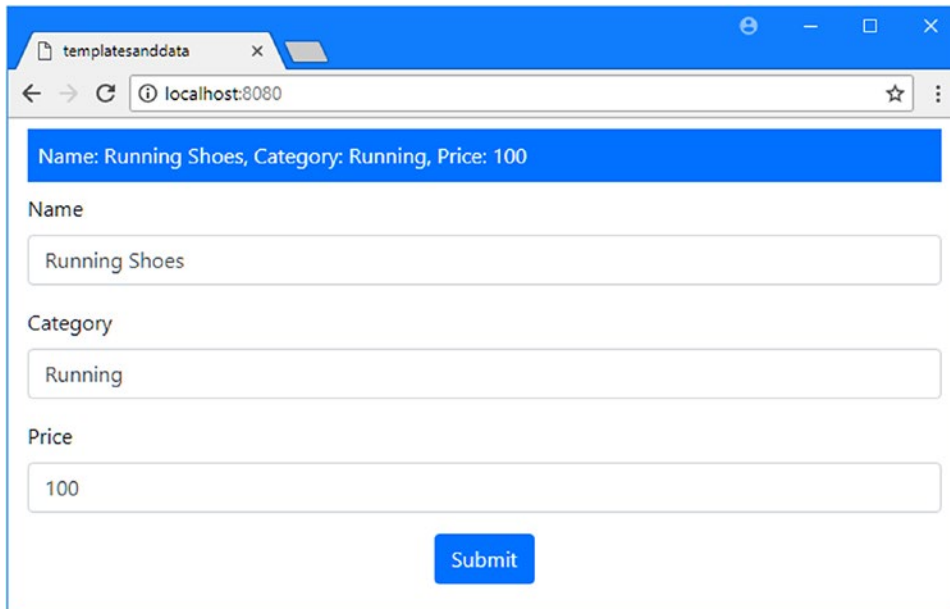 templatesanddata
localhost:8080
Name: Running Shoes, Category: Running, Price: 100
Name
Running Shoes
Category
Running
Price
100
Submit